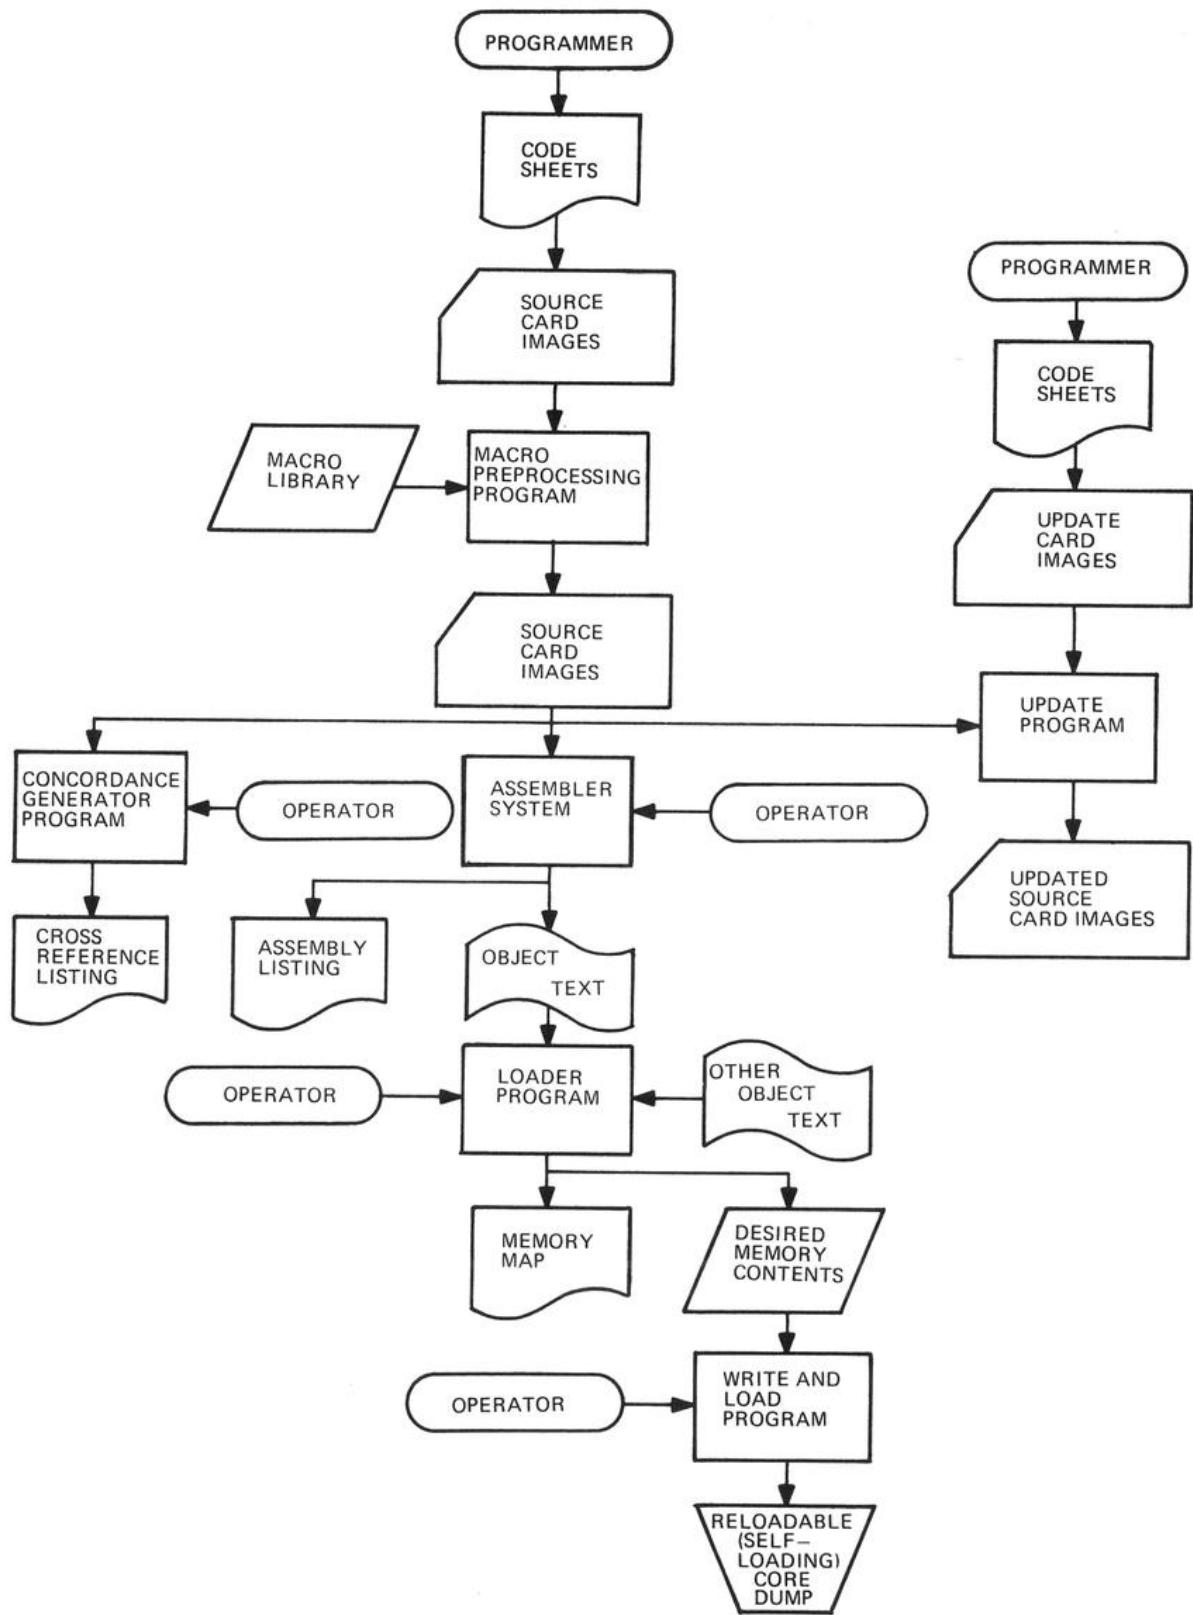 PROGRAMMER
CODE
SHEETS
SOURCE
CARD
IMAGES
MACRO
LIBRARY
MACRO
PREPROCESSING
PROGRAM
SOURCE
CARD
IMAGES
PROGRAMMER
CODE
SHEETS
UPDATE
CARD
IMAGES
UPDATE
PROGRAM
UPDATED
SOURCE
CARD IMAGES
CONCORDANCE
GENERATOR
PROGRAM
OPERATOR
ASSEMBLER
SYSTEM
OPERATOR
CROSS
REFERENCE
LISTING
ASSEMBLY
LISTING
OBJECT
TEXT
OPERATOR
LOADER
PROGRAM
OTHER
OBJECT
TEXT
MEMORY
MAP
DESIRED
MEMORY
CONTENTS
OPERATOR
WRITE AND
LOAD
PROGRAM
RELOADABLE
(SELF–
LOADING)
CORE
DUMP